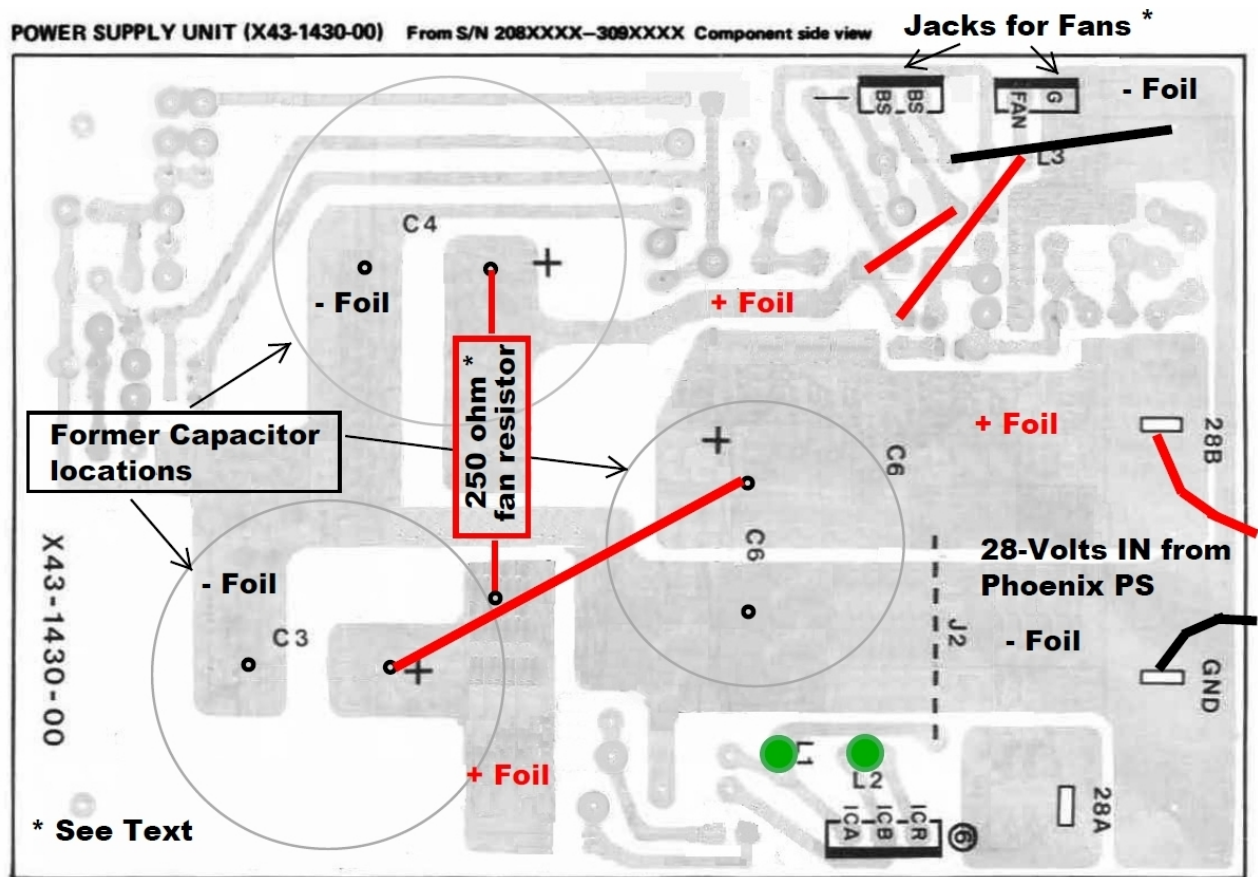 POWER SUPPLY UNIT (X43-1430-00) From S/N 208XXXX–309XXXX Component side view
Jacks for Fans *
BS
BS
FAN
G
- Foil
L3
C4
+
- Foil
+ Foil
250 ohm *
fan resistor
Former Capacitor
locations
+
C6
+ Foil
28B
C6
28-Volts IN from
Phoenix PS
- Foil
J2
GND
X43-1430-00
- Foil
C3
+
+ Foil
L1
L2
ICA
ICB
ICR
6
28A
* See Text